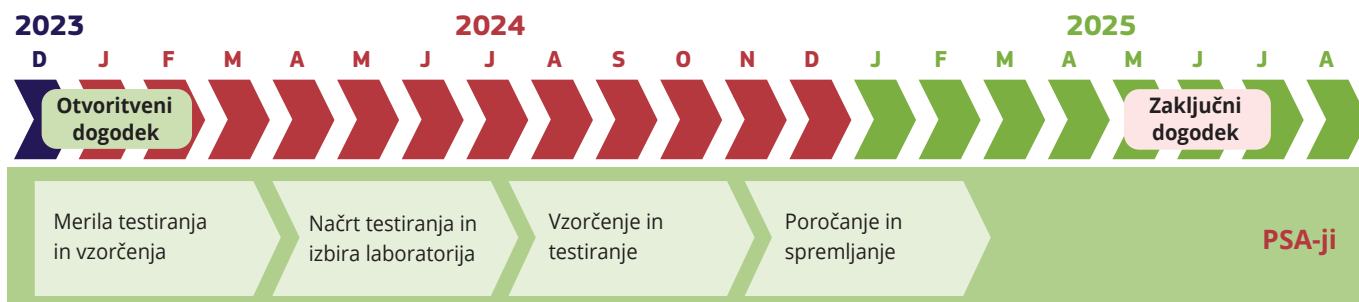 2023 2024 2025
D J F M A M J J A S O N D J F M A M J J A
Otvoritveni
dogodek
Zaključni
dogodek
Merila testiranja
in vzorčenja
Načrt testiranja in
izbira laboratorija
Vzorčenje in
testiranje
Poročanje in
spremljanje
PSA-ji